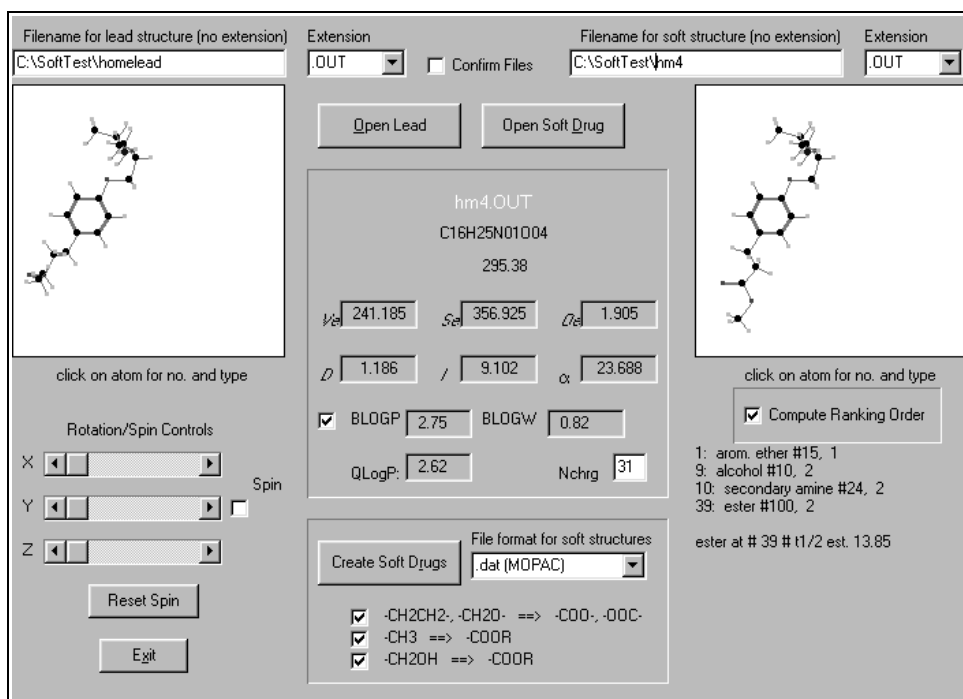 Filename for lead structure (no extension)
Extension
Filename for soft structure (no extension)
Extension
C:\SoftTest\homelead
.OUT
Confirm Files
C:\SoftTest\hm4
.OUT
Open Lead
Open Soft Drug
hm4.OUT
C16H25N01O04
295.38
Ve 241.185
Se 356.925
Oe 1.905
D 1.186
I 9.102
α 23.688
BLOGP 2.75
BLOGW 0.82
QLogP: 2.62
Nchrg 31
click on atom for no. and type
click on atom for no. and type
Compute Ranking Order
1: arom. ether #15, 1
9: alcohol #10, 2
10: secondary amine #24, 2
39: ester #100, 2
ester at # 39 # t1/2 est. 13.85
Rotation/Spin Controls
X
Y
Z
Spin
Reset Spin
Exit
Create Soft Drugs
File format for soft structures
.dat (MOPAC)
-CH2CH2-, -CH2O- ==> -COO-, -OOC-
-CH3 ==> -COOR
-CH2OH ==> -COOR